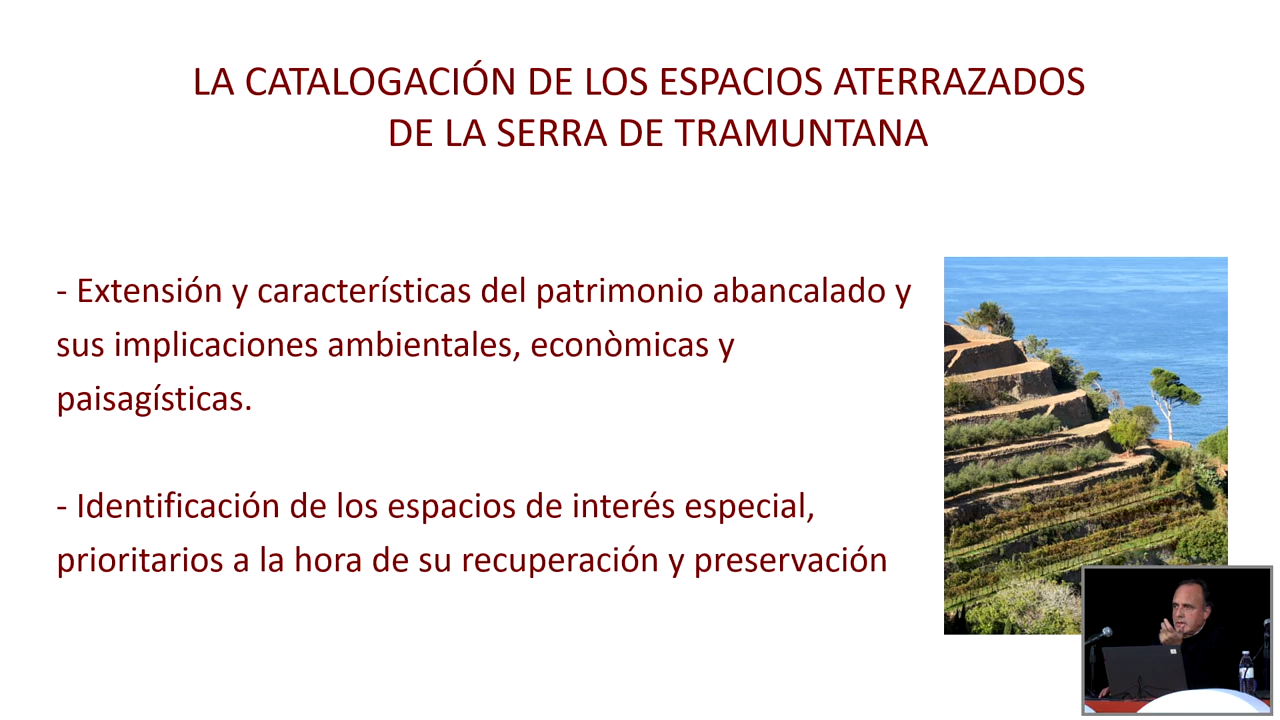 LA CATALOGACIÓN DE LOS ESPACIOS ATERRAZADOS
DE LA SERRA DE TRAMUNTANA
- Extensión y características del patrimonio abancalado y
sus implicaciones ambientales, econòmicas y
paisagísticas.
- Identificación de los espacios de interés especial,
prioritarios a la hora de su recuperación y preservación